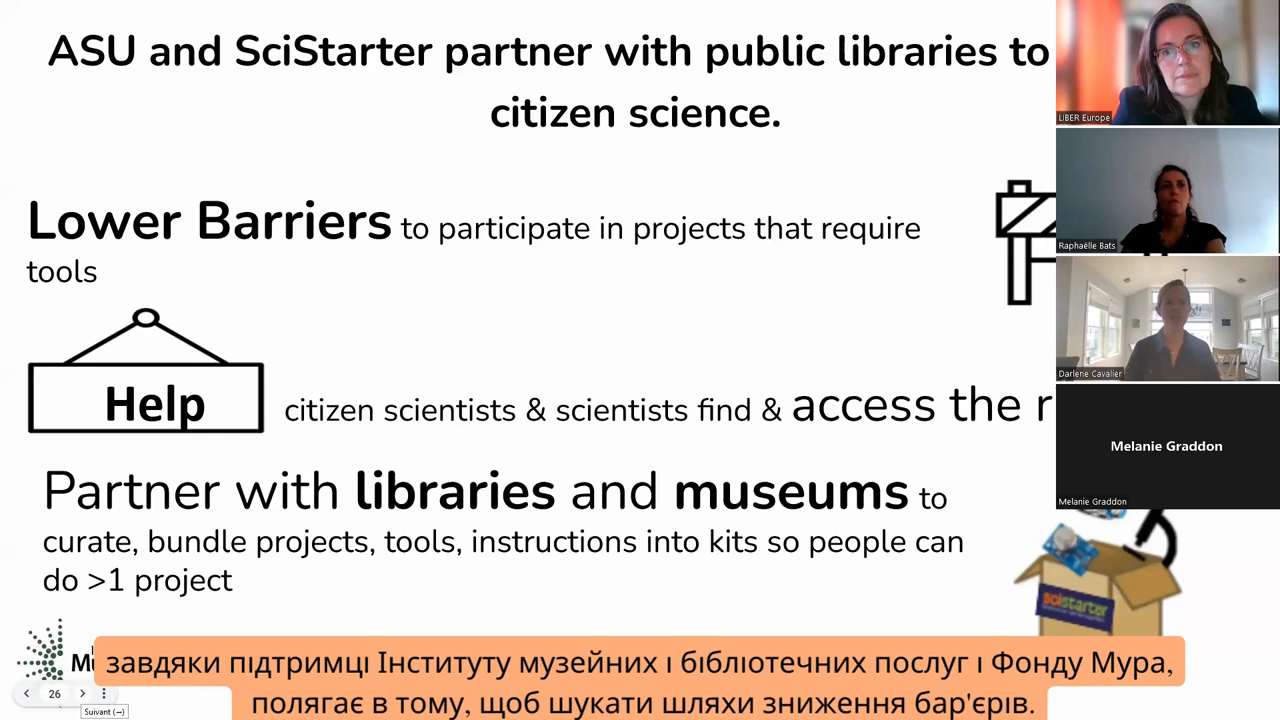 ASU and SciStarter partner with public libraries to
citizen science.
Lower Barriers to participate in projects that require
tools
Help
citizen scientists & scientists find & access the r
Partner with libraries and museums to
curate, bundle projects, tools, instructions into kits so people can
do >1 project
scistarter
LIBER Europe
Raphaëlle Bats
Darlene Cavalier
Melanie Graddon
Melanie Graddon
завдяки підтримці Інституту музейних і бібліотечних послуг і Фонду Мура,
полягає в тому, щоб шукати шляхи зниження бар'єрів.
26
Suivant (→)